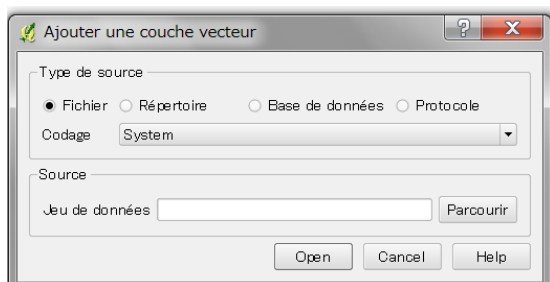 Ajouter une couche vecteur
Type de source
Fichier Répertoire Base de données Protocole
Codage System
Source
Jeu de données Parcourir
Open Cancel Help